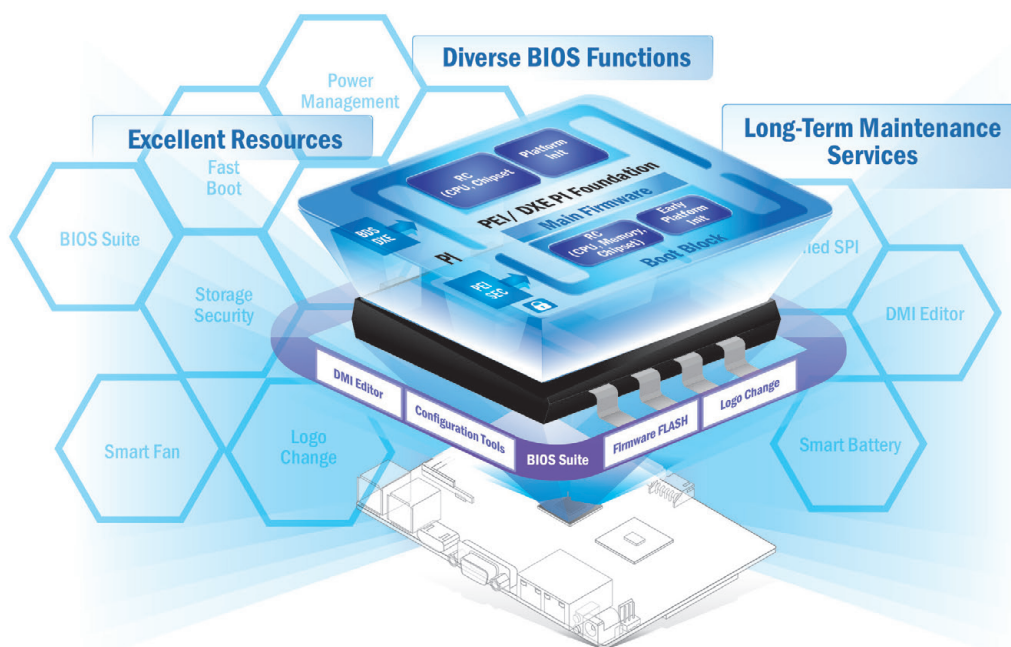 Diverse BIOS Functions
Power
Management
Excellent Resources
Long-Term Maintenance
Services
Fast
Boot
BIOS Suite
Storage
Security
Smart Fan
Logo
Change
SPI
DMI Editor
Smart Battery
RC
(CPU, Chipset
Platform
Init
PEI/ DXE PI Foundation
Main Firmware
BDS
DXE
PI
RC
(CPU, Memory,
Chipset)
Early
Platform
Init
Boot Block
PEI
SEC
DMI Editor
Configuration Tools
BIOS Suite
Firmware FLASH
Logo Change